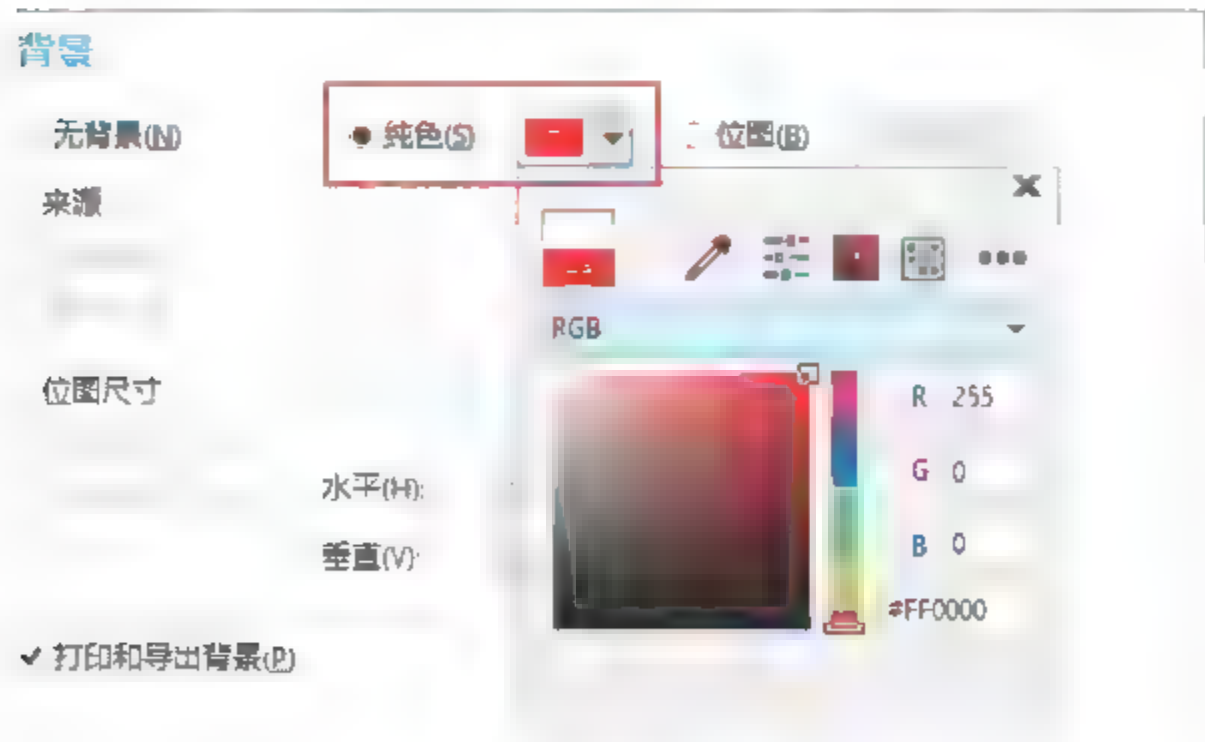 背景
无背景(N)
纯色(S)
位图(B)
来源
RGB
位图尺寸
R 255
G 0
水平(H):
B 0
垂直(V):
#FF0000
打印和导出背景(P)